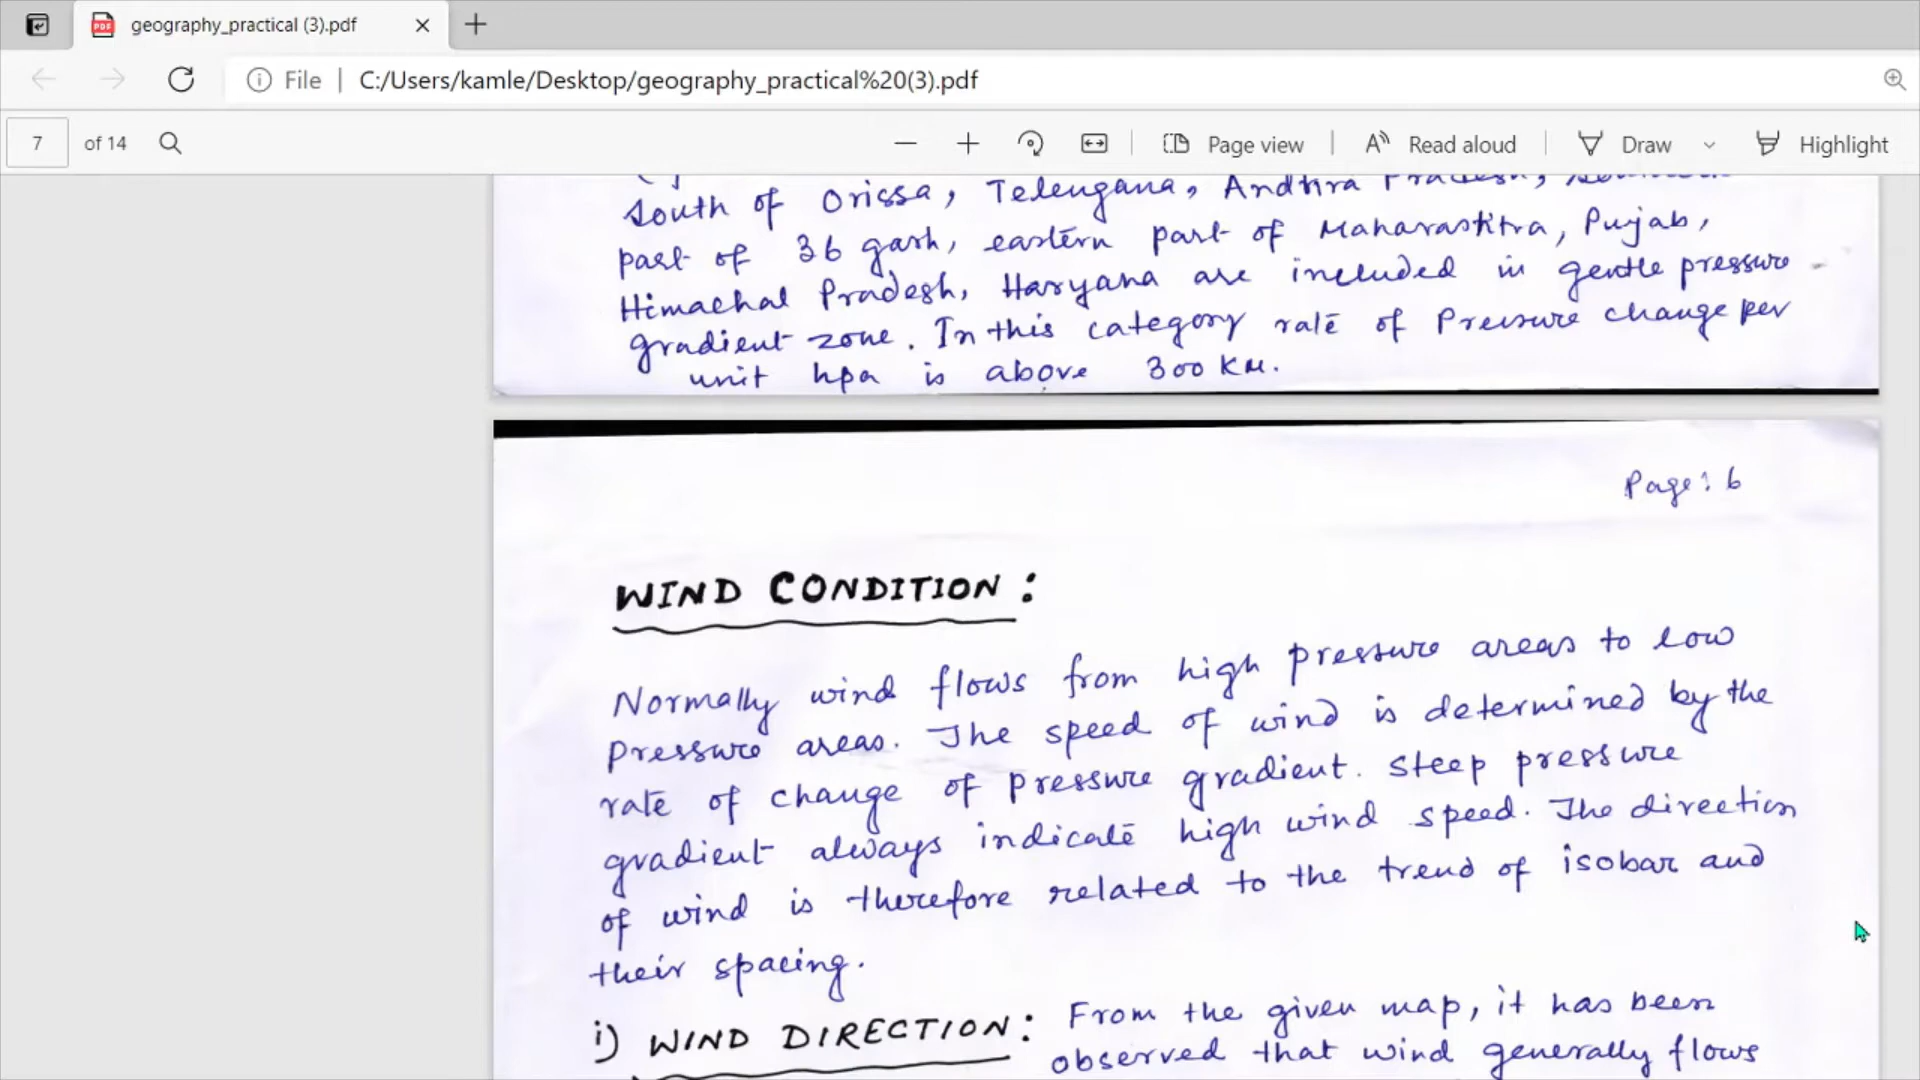 geography_practical (3).pdf
File | C:/Users/kamle/Desktop/geography_practical%20(3).pdf
7 of 14 Page view Read aloud Draw Highlight
south of Orissa, Telengana, Andhra Pradesh,
part of 36 garh, eastern part of Maharashtra, Punjab,
Himachal Pradesh, Haryana are included in gentle pressure
gradient zone. In this category rate of Pressure change per
unit hpa is above 300 KM.
Page: 6
WIND CONDITION:
Normally wind flows from high pressure areas to low
pressure areas. The speed of wind is determined by the
rate of change of pressure gradient. Steep pressure
gradient always indicate high wind speed. The direction
of wind is therefore related to the trend of isobar and
their spacing.
i) WIND DIRECTION: From the given map, it has been
observed that wind generally flows